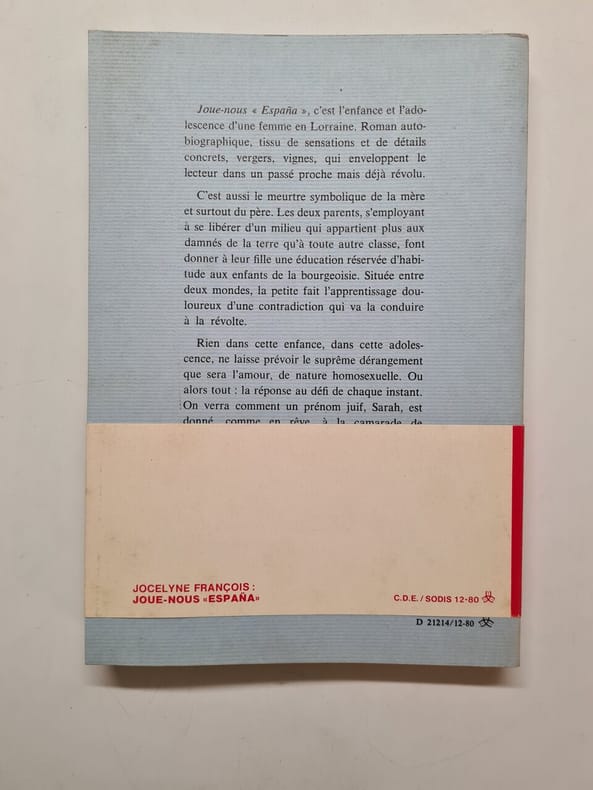 Joue-nous « España », c'est l'enfance et l'ado-
lescence d'une femme en Lorraine. Roman auto-
biographique, tissu de sensations et de détails
concrets, vergers, vignes, qui enveloppent le
lecteur dans un passé proche mais déjà révolu.
C'est aussi le meurtre symbolique de la mère
et surtout du père. Les deux parents, s'employant
à se libérer d'un milieu qui appartient plus aux
damnés de la terre qu'à toute autre classe, font
donner à leur fille une éducation réservée d'habi-
tude aux enfants de la bourgeoisie. Située entre
deux mondes, la petite fait l'apprentissage dou-
loureux d'une contradiction qui va la conduire
à la révolte.
Rien dans cette enfance, dans cette adoles-
cence, ne laisse prévoir le suprême dérangement
que sera l'amour, de nature homosexuelle. Ou
alors tout : la réponse au défi de chaque instant.
On verra comment un prénom juif, Sarah, est
donné, comme en rêve, à la camarade de
JOCELYNE FRANÇOIS :
JOUE-NOUS «ESPAÑA»
C.D.E. / SODIS 12-80
D 21214/12-80